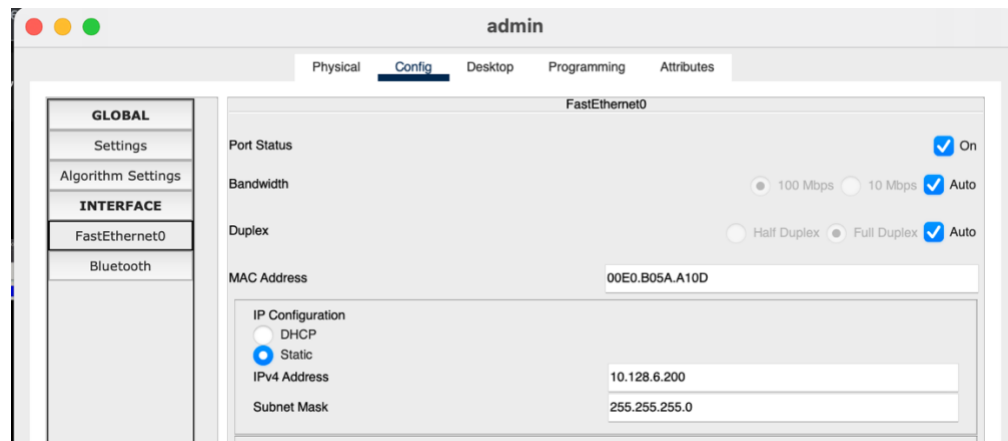 admin
Physical Config Desktop Programming Attributes
GLOBAL
Settings
Algorithm Settings
INTERFACE
FastEthernet0
Bluetooth
FastEthernet0
Port Status On
Bandwidth 100 Mbps 10 Mbps Auto
Duplex Half Duplex Full Duplex Auto
MAC Address 00E0.B05A.A10D
IP Configuration
DHCP
Static
IPv4 Address 10.128.6.200
Subnet Mask 255.255.255.0